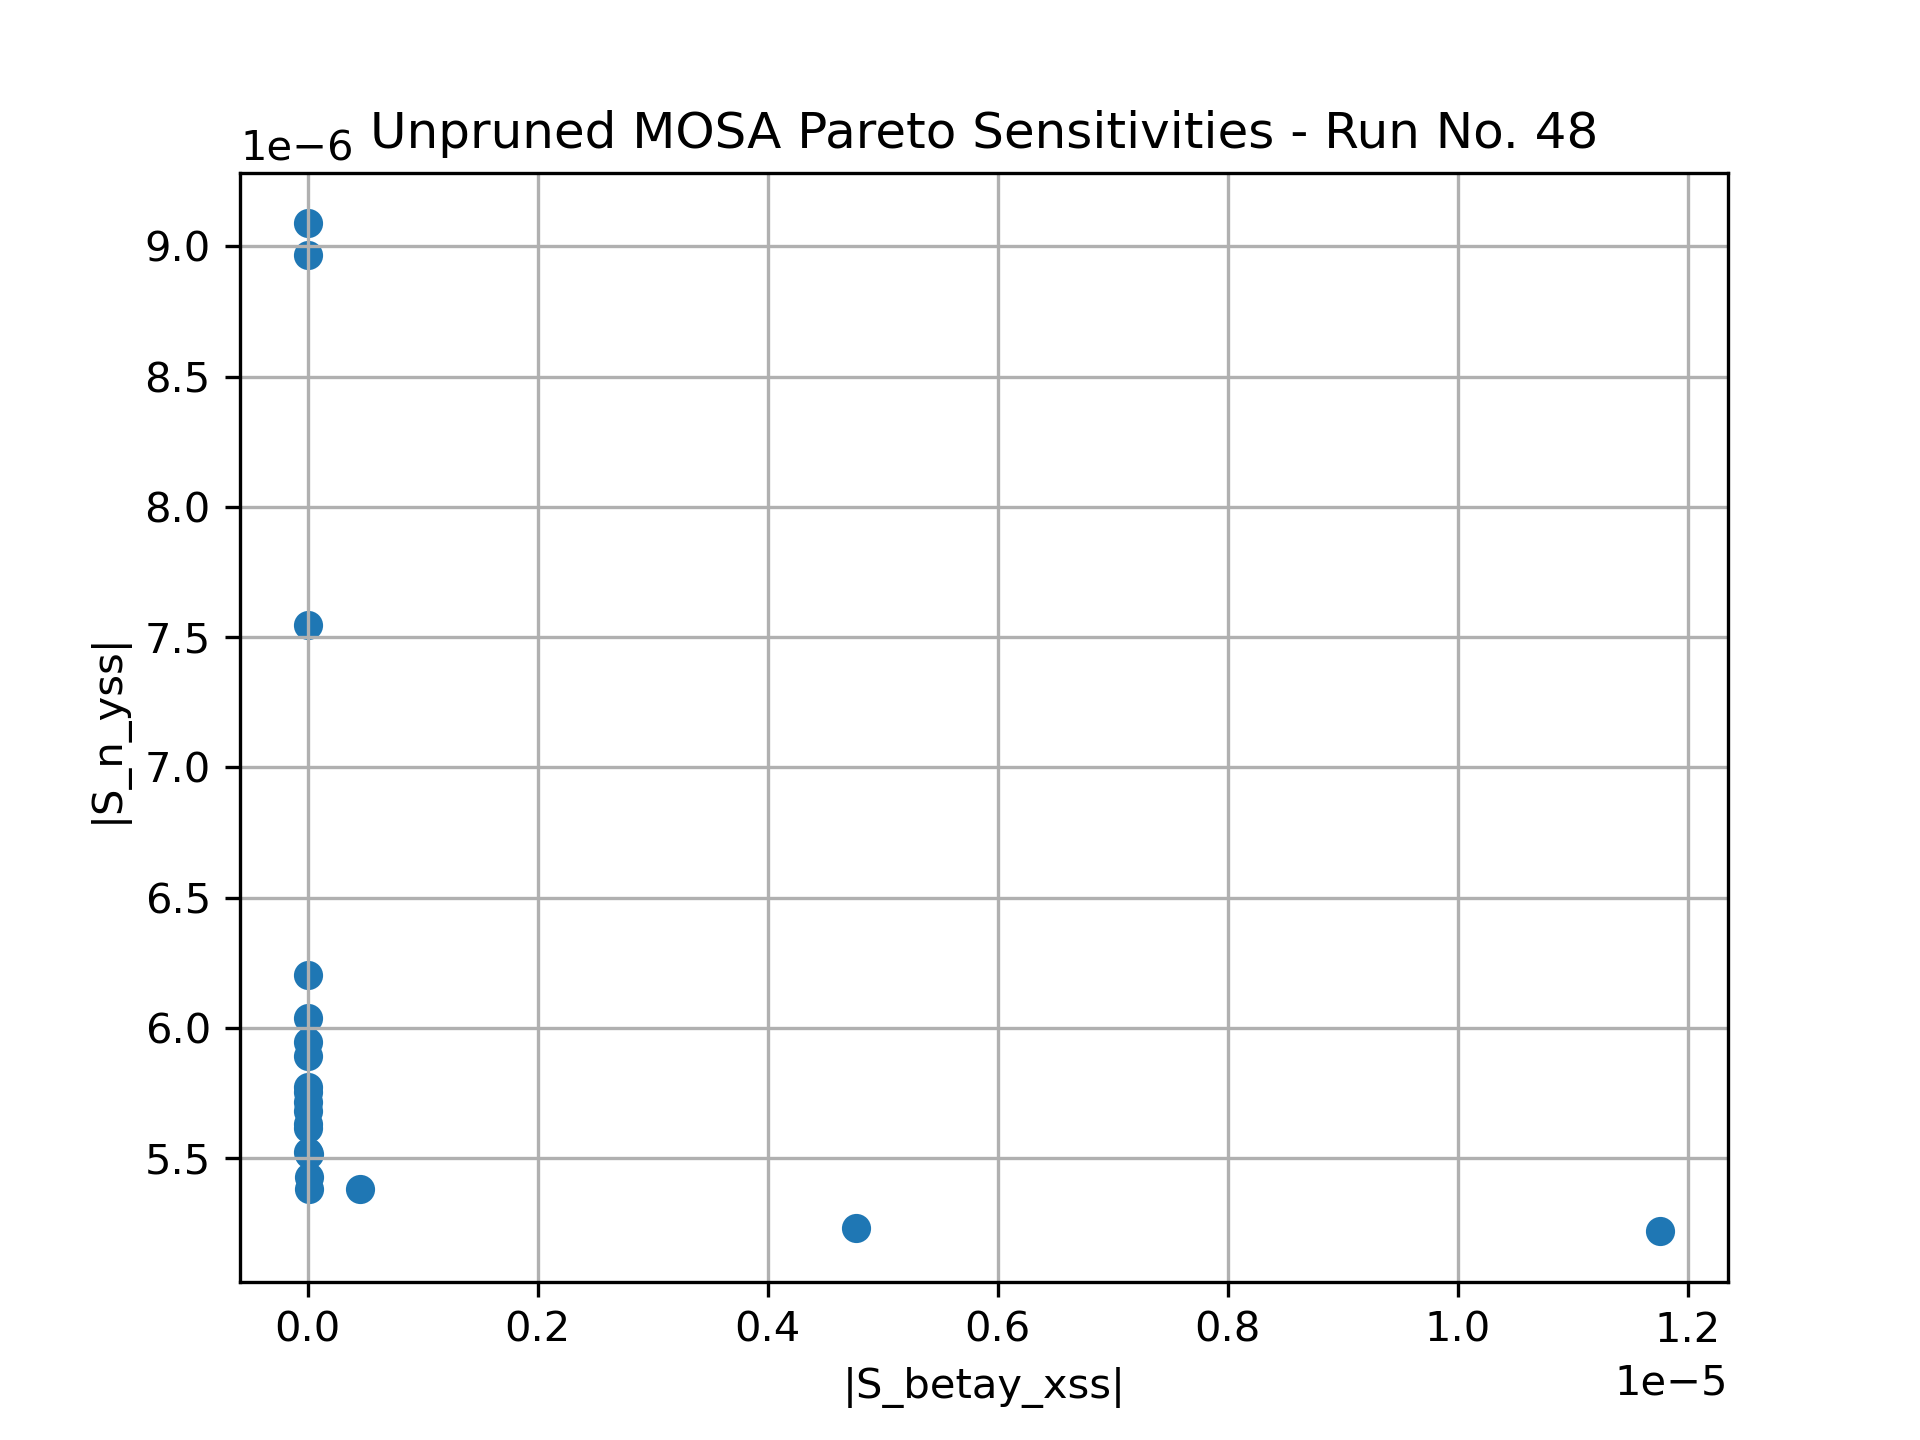 Unpruned MOSA Pareto Sensitivities - Run No. 48
1e−6
9.0
8.5
8.0
7.5
7.0
6.5
6.0
5.5
|S_n_yss|
0.0 0.2 0.4 0.6 0.8 1.0 1.2
1e−5
|S_betay_xss|